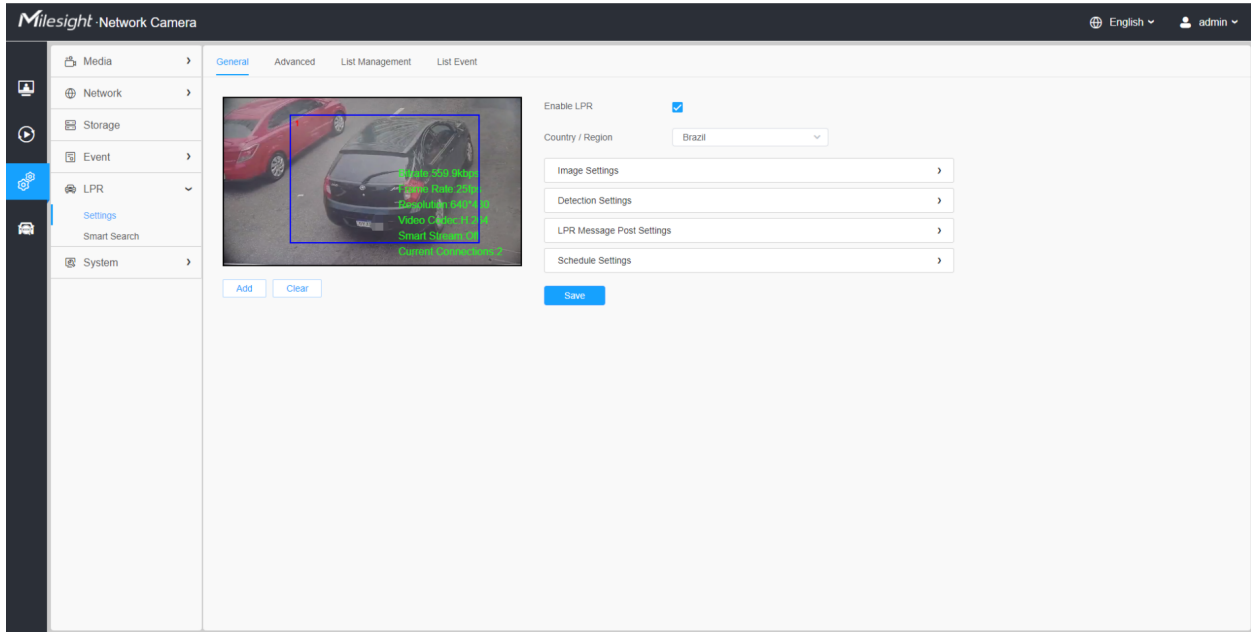 Milesight·Network Camera
English
admin
Media
Network
Storage
Event
LPR
Settings
Smart Search
System
General
Advanced
List Management
List Event
1
Bitrate:559.9kbps
Frame Rate:25fps
Resolution:640*480
Video Codec:H.264
Smart Stream:Off
Current Connections:2
Add
Clear
Enable LPR
Country / Region
Brazil
Image Settings
Detection Settings
LPR Message Post Settings
Schedule Settings
Save